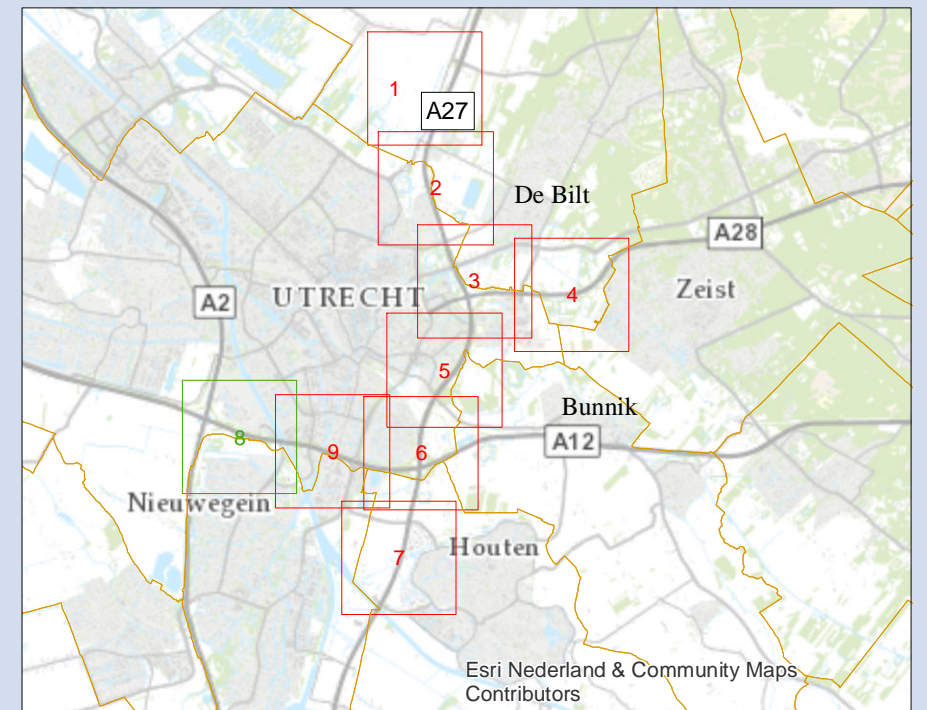 1
A27
2
De Bilt
A28
3
4
Zeist
UTRECHT
A2
5
Bunnik
8
9
6
A12
Nieuwegein
Houten
7
Esri Nederland & Community Maps
Contributors